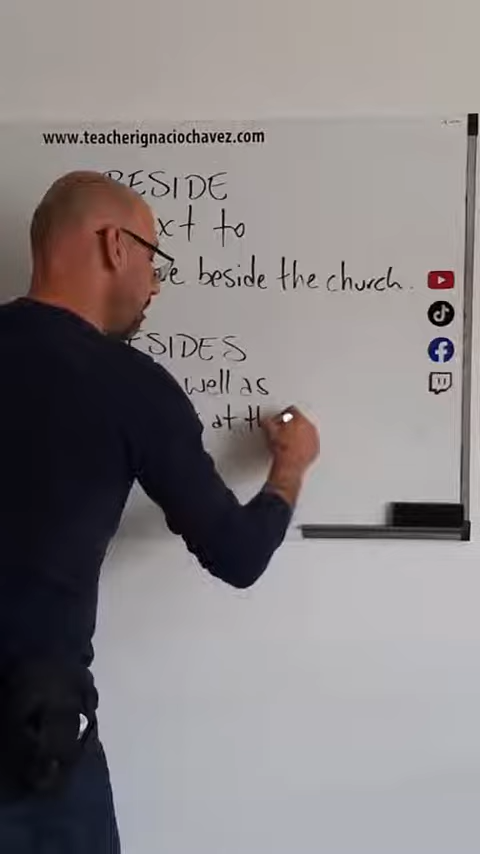 www.teacherignaciochavez.com
BESIDE
xt to
beside the church.
ESIDES
well as
at th